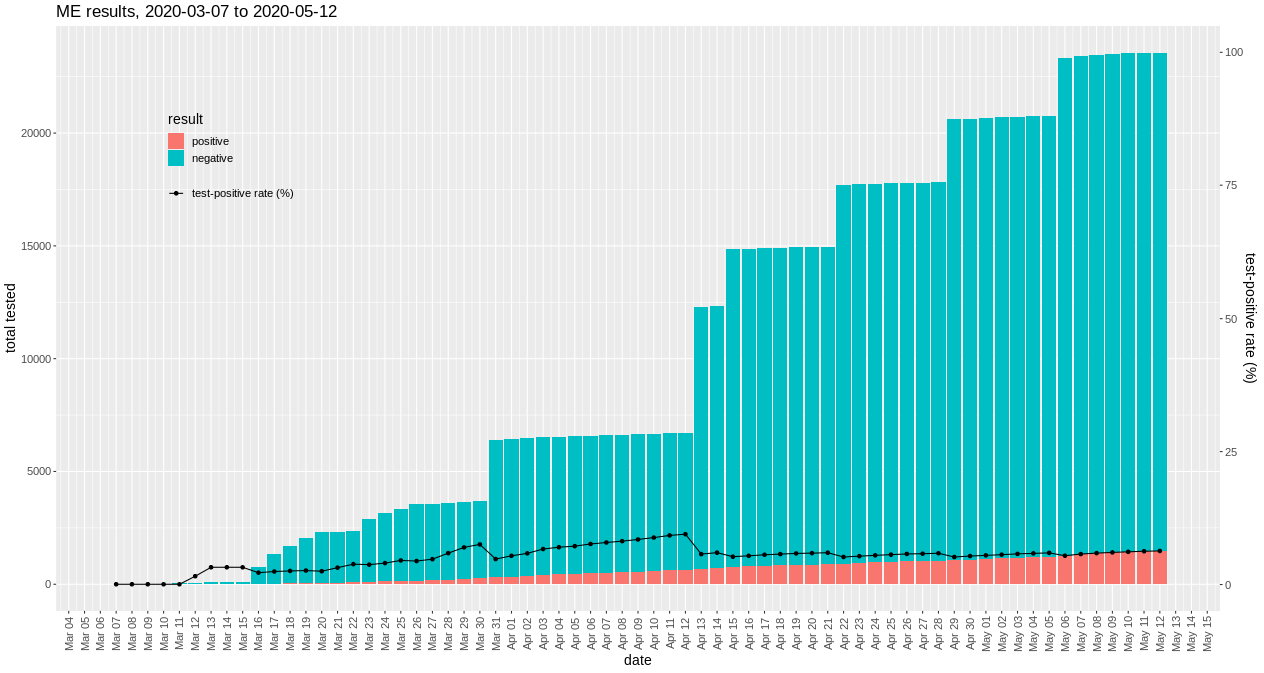 ME results, 2020-03-07 to 2020-05-12
result
positive
negative
test-positive rate (%)
total tested
20000
15000
10000
5000
0
test-positive rate (%)
100
75
50
25
0
Mar 04
Mar 05
Mar 06
Mar 07
Mar 08
Mar 09
Mar 10
Mar 11
Mar 12
Mar 13
Mar 14
Mar 15
Mar 16
Mar 17
Mar 18
Mar 19
Mar 20
Mar 21
Mar 22
Mar 23
Mar 24
Mar 25
Mar 26
Mar 27
Mar 28
Mar 29
Mar 30
Mar 31
Apr 01
Apr 02
Apr 03
Apr 04
Apr 05
Apr 06
Apr 07
Apr 08
Apr 09
Apr 10
Apr 11
Apr 12
Apr 13
Apr 14
Apr 15
Apr 16
Apr 17
Apr 18
Apr 19
Apr 20
Apr 21
Apr 22
Apr 23
Apr 24
Apr 25
Apr 26
Apr 27
Apr 28
Apr 29
Apr 30
May 01
May 02
May 03
May 04
May 05
May 06
May 07
May 08
May 09
May 10
May 11
May 12
May 13
May 14
May 15
date